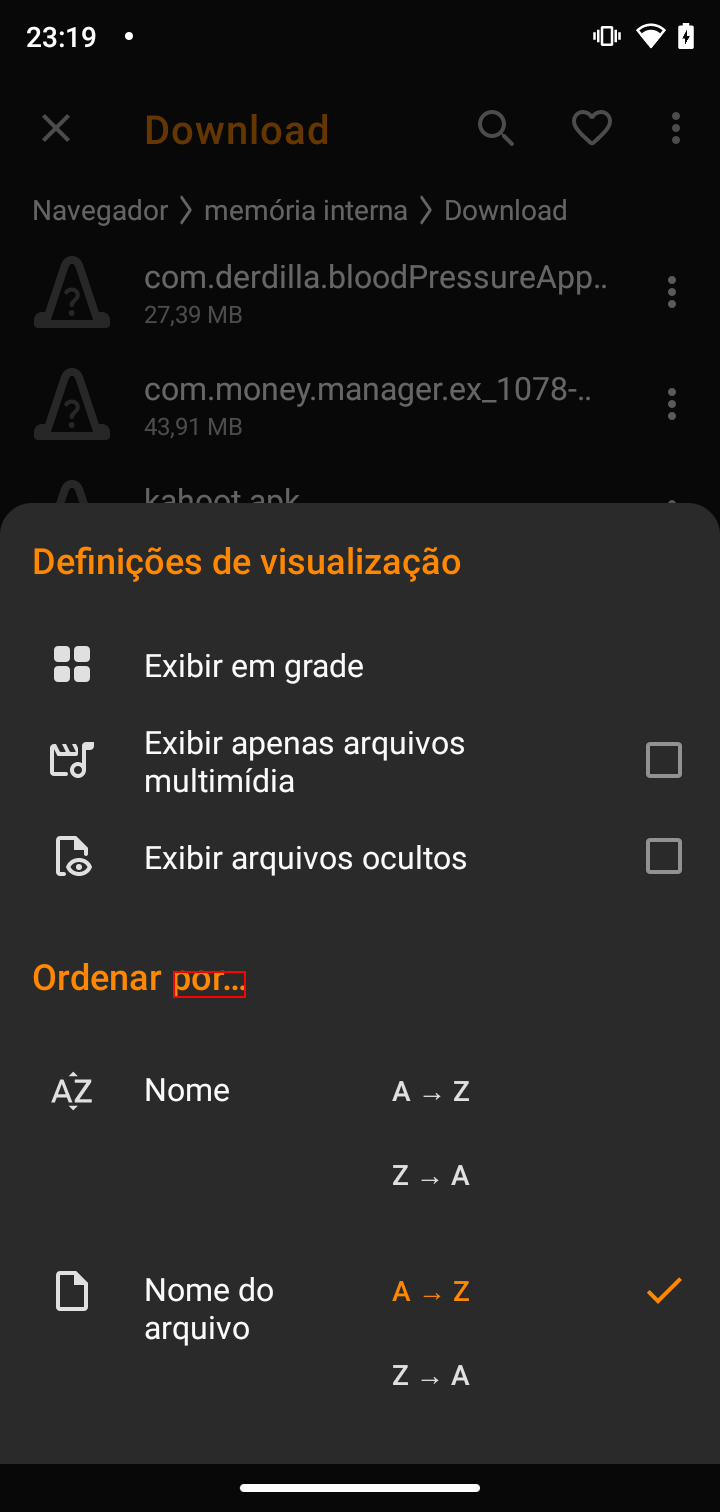 23:19
Download
Navegador memória interna Download
com.derdilla.bloodPressureApp..
27,39 MB
com.money.manager.ex_1078-..
43,91 MB
kahoot.apk
Definições de visualização
Exibir em grade
Exibir apenas arquivos
multimídia
Exibir arquivos ocultos
Ordenar por…
AZ Nome A → Z
Z → A
Nome do A → Z
arquivo
Z → A